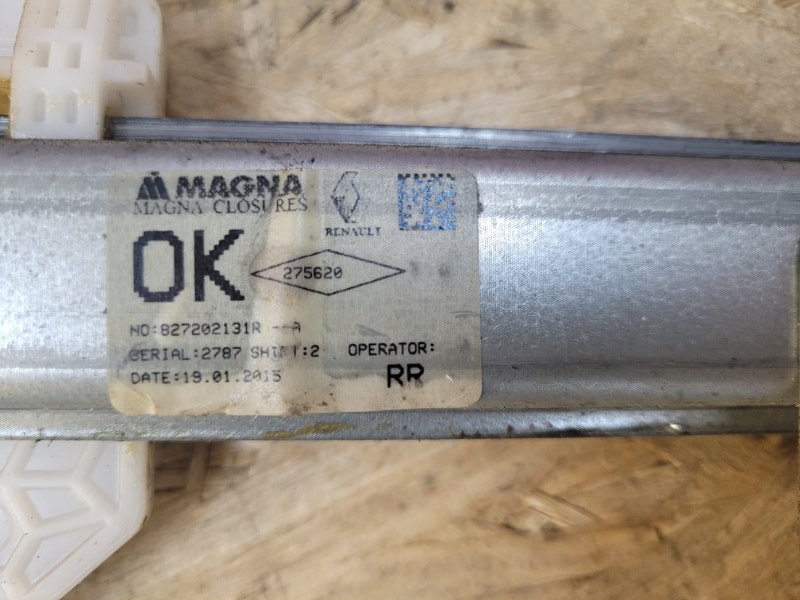 MAGNA
MAGNA CLOSURES
RENAULT
OK
275620
NO:827202131R --A
SERIAL:2787 SHIFT:2 OPERATOR:
DATE:19.01.2015 RR